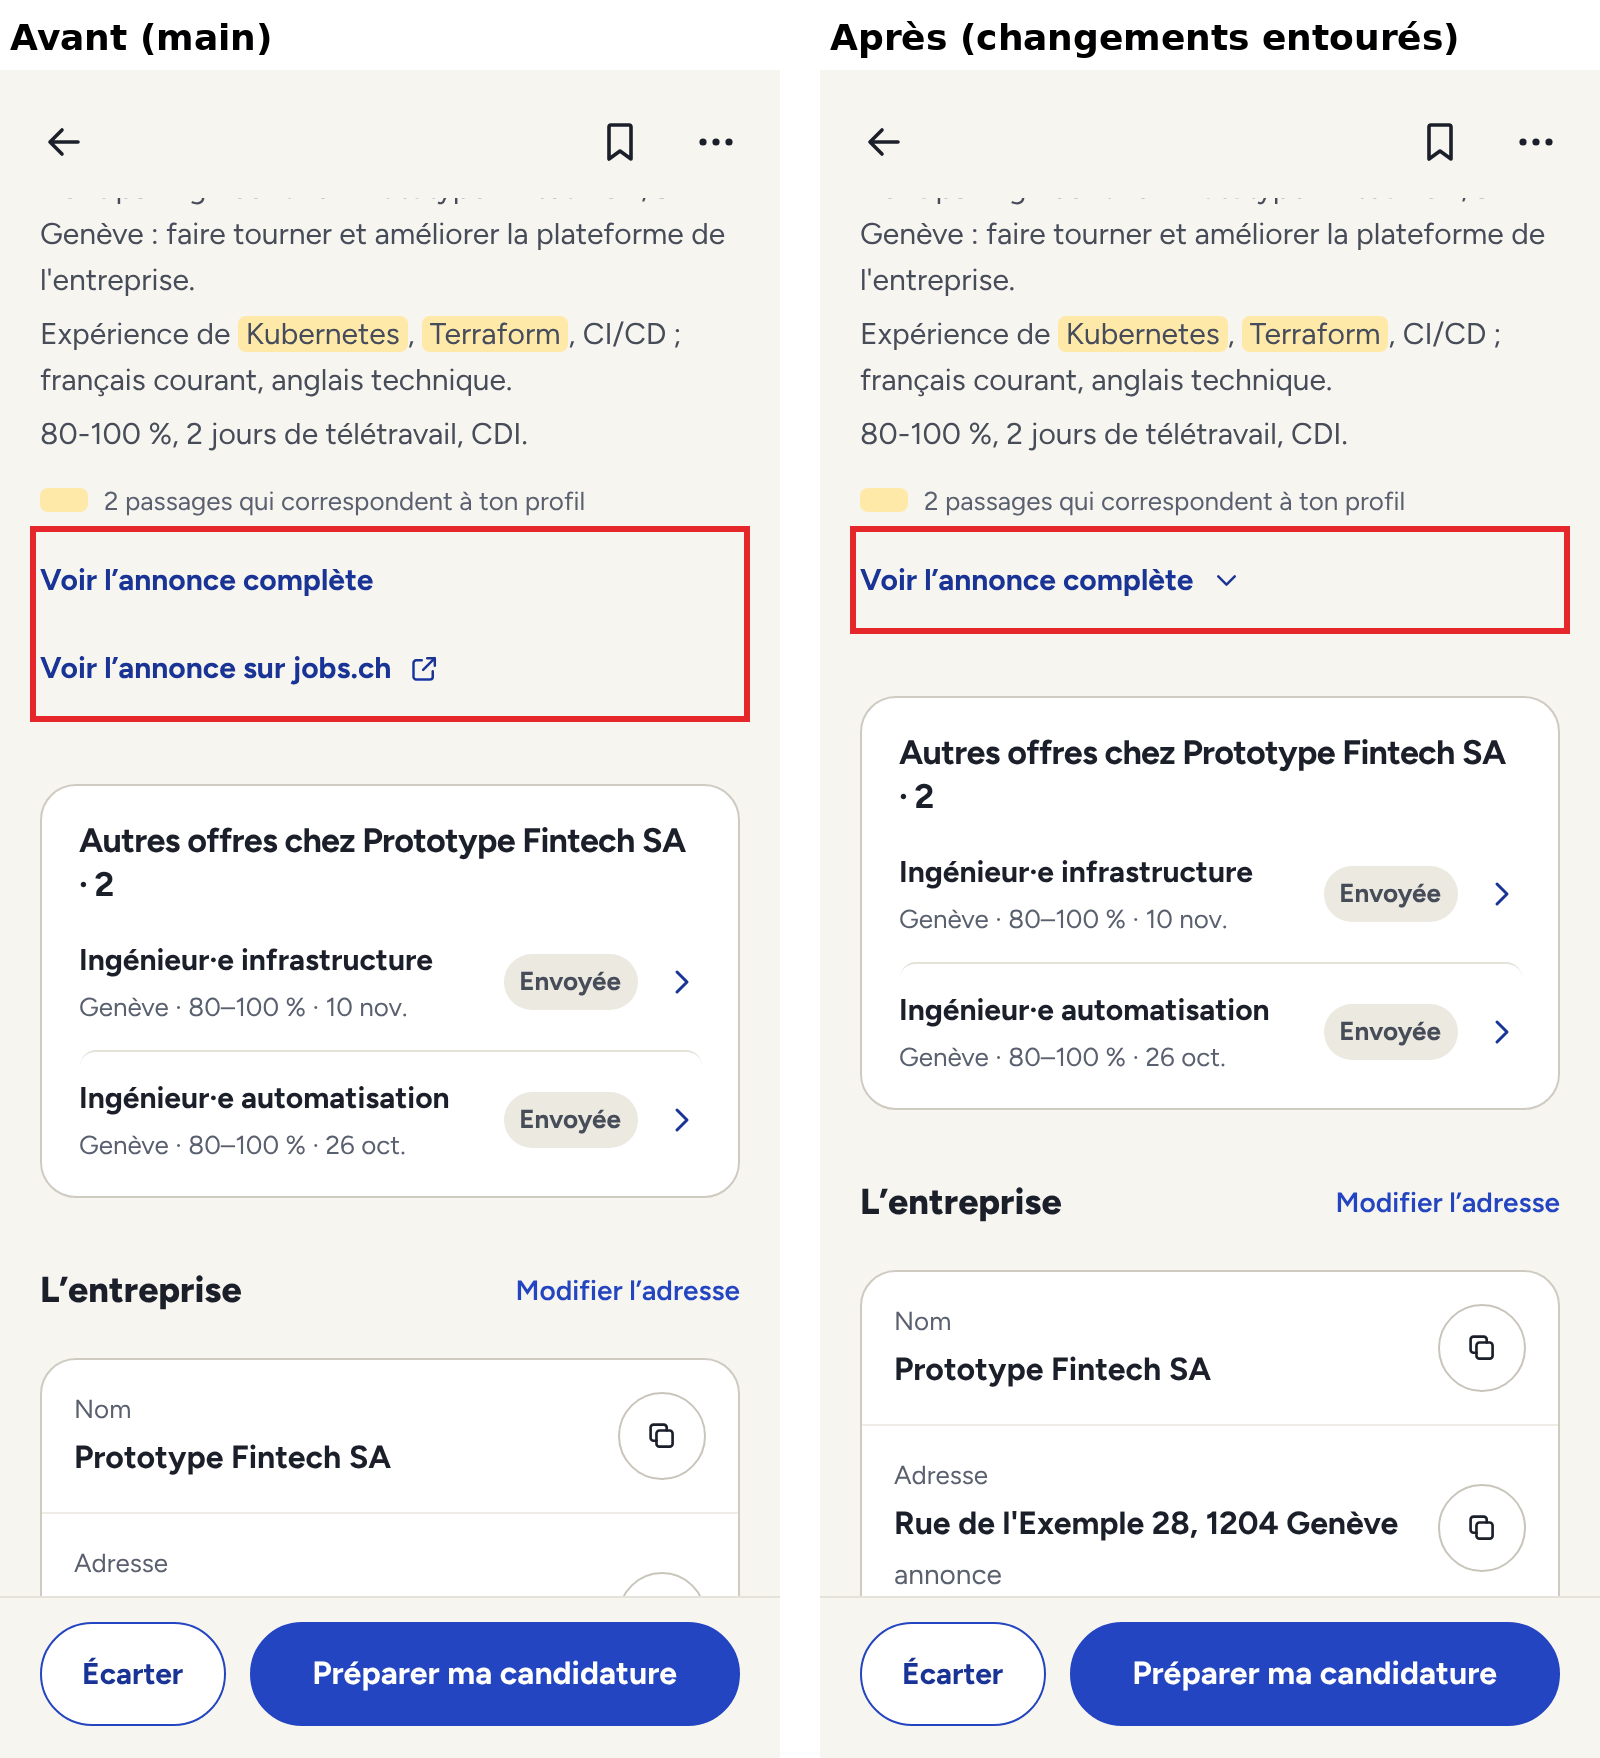 Avant (main)
Genève : faire tourner et améliorer la plateforme de
l'entreprise.
Expérience de Kubernetes, Terraform, CI/CD ;
français courant, anglais technique.
80-100 %, 2 jours de télétravail, CDI.
2 passages qui correspondent à ton profil
Voir l’annonce complète
Voir l’annonce sur jobs.ch
Autres offres chez Prototype Fintech SA
· 2
Ingénieur·e infrastructure
Envoyée
Genève · 80–100 % · 10 nov.
Ingénieur·e automatisation
Envoyée
Genève · 80–100 % · 26 oct.
L’entreprise
Modifier l’adresse
Nom
Prototype Fintech SA
Adresse
Écarter
Préparer ma candidature
Après (changements entourés)
Genève : faire tourner et améliorer la plateforme de
l'entreprise.
Expérience de Kubernetes, Terraform, CI/CD ;
français courant, anglais technique.
80-100 %, 2 jours de télétravail, CDI.
2 passages qui correspondent à ton profil
Voir l’annonce complète
Autres offres chez Prototype Fintech SA
· 2
Ingénieur·e infrastructure
Envoyée
Genève · 80–100 % · 10 nov.
Ingénieur·e automatisation
Envoyée
Genève · 80–100 % · 26 oct.
L’entreprise
Modifier l’adresse
Nom
Prototype Fintech SA
Adresse
Rue de l'Exemple 28, 1204 Genève
annonce
Écarter
Préparer ma candidature